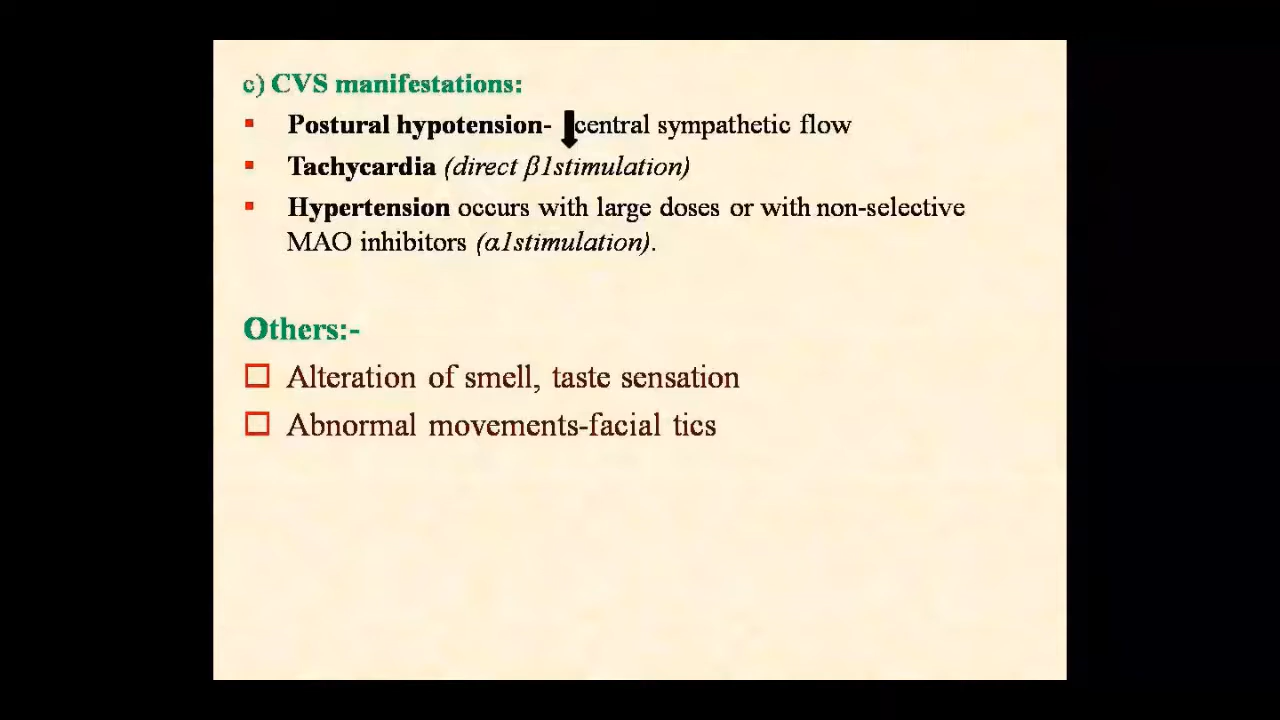 c) CVS manifestations:
▪ Postural hypotension- ⬇central sympathetic flow
▪ Tachycardia (direct β1stimulation)
▪ Hypertension occurs with large doses or with non-selective
MAO inhibitors (α1stimulation).
Others:-
☐ Alteration of smell, taste sensation
☐ Abnormal movements-facial tics